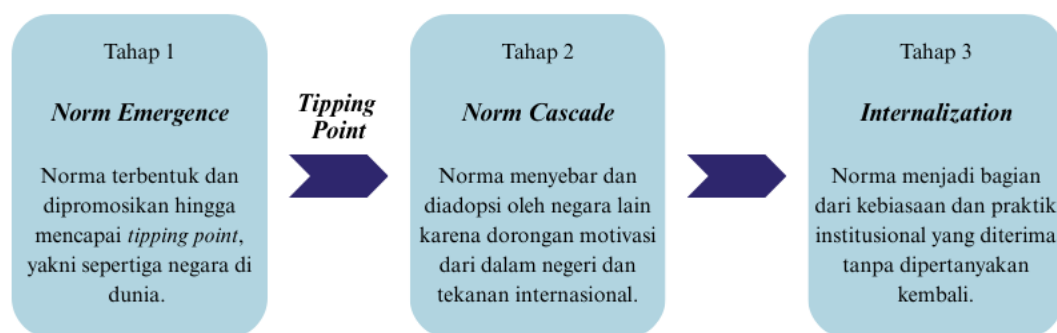 Tahap 1
Norm Emergence
Norma terbentuk dan
dipromosikan hingga
mencapai tipping point,
yakni sepertiga negara di
dunia.
Tipping
Point
Tahap 2
Norm Cascade
Norma menyebar dan
diadopsi oleh negara lain
karena dorongan motivasi
dari dalam negeri dan
tekanan internasional.
Tahap 3
Internalization
Norma menjadi bagian
dari kebiasaan dan praktik
institusional yang diterima
tanpa dipertanyakan
kembali.